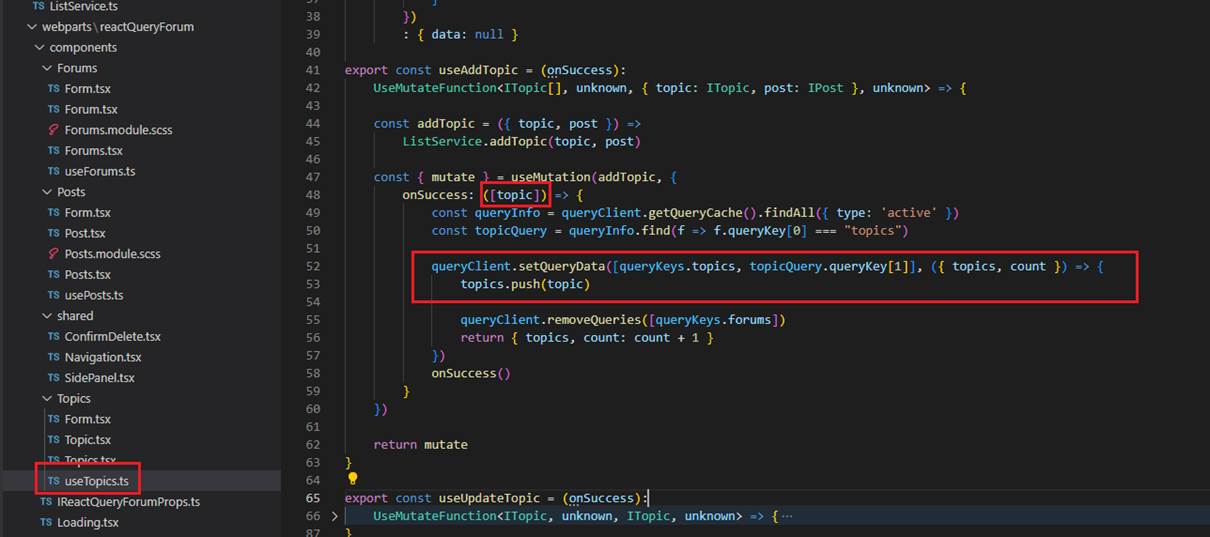 TS ListService.ts
webparts\reactQueryForum
components
Forums
TS Form.tsx
TS Forum.tsx
Forums.module.scss
TS Forums.tsx
TS useForums.ts
Posts
TS Form.tsx
TS Post.tsx
Posts.module.scss
TS Posts.tsx
TS usePosts.ts
shared
TS ConfirmDelete.tsx
TS Navigation.tsx
TS SidePanel.tsx
Topics
TS Form.tsx
TS Topic.tsx
TS Topics.tsx
TS useTopics.ts
TS IReactQueryForumProps.ts
TS Loading.tsx
37 }
38 })
39 : { data: null }
40
41 export const useAddTopic = (onSuccess):
42 UseMutateFunction<ITopic[], unknown, { topic: ITopic, post: IPost }, unknown> => {
43
44 const addTopic = ({ topic, post }) =>
45 ListService.addTopic(topic, post)
46
47 const { mutate } = useMutation(addTopic, {
48 onSuccess: ([topic]) => {
49 const queryInfo = queryClient.getQueryCache().findAll({ type: 'active' })
50 const topicQuery = queryInfo.find(f => f.queryKey[0] === "topics")
51
52 queryClient.setQueryData([queryKeys.topics, topicQuery.queryKey[1]], ({ topics, count }) => {
53 topics.push(topic)
54
55 queryClient.removeQueries([queryKeys.forums])
56 return { topics, count: count + 1 }
57 })
58 onSuccess()
59 }
60 })
61
62 return mutate
63 }
64
65 export const useUpdateTopic = (onSuccess):
66 UseMutateFunction<ITopic, unknown, ITopic, unknown> => { ⋯
87 }